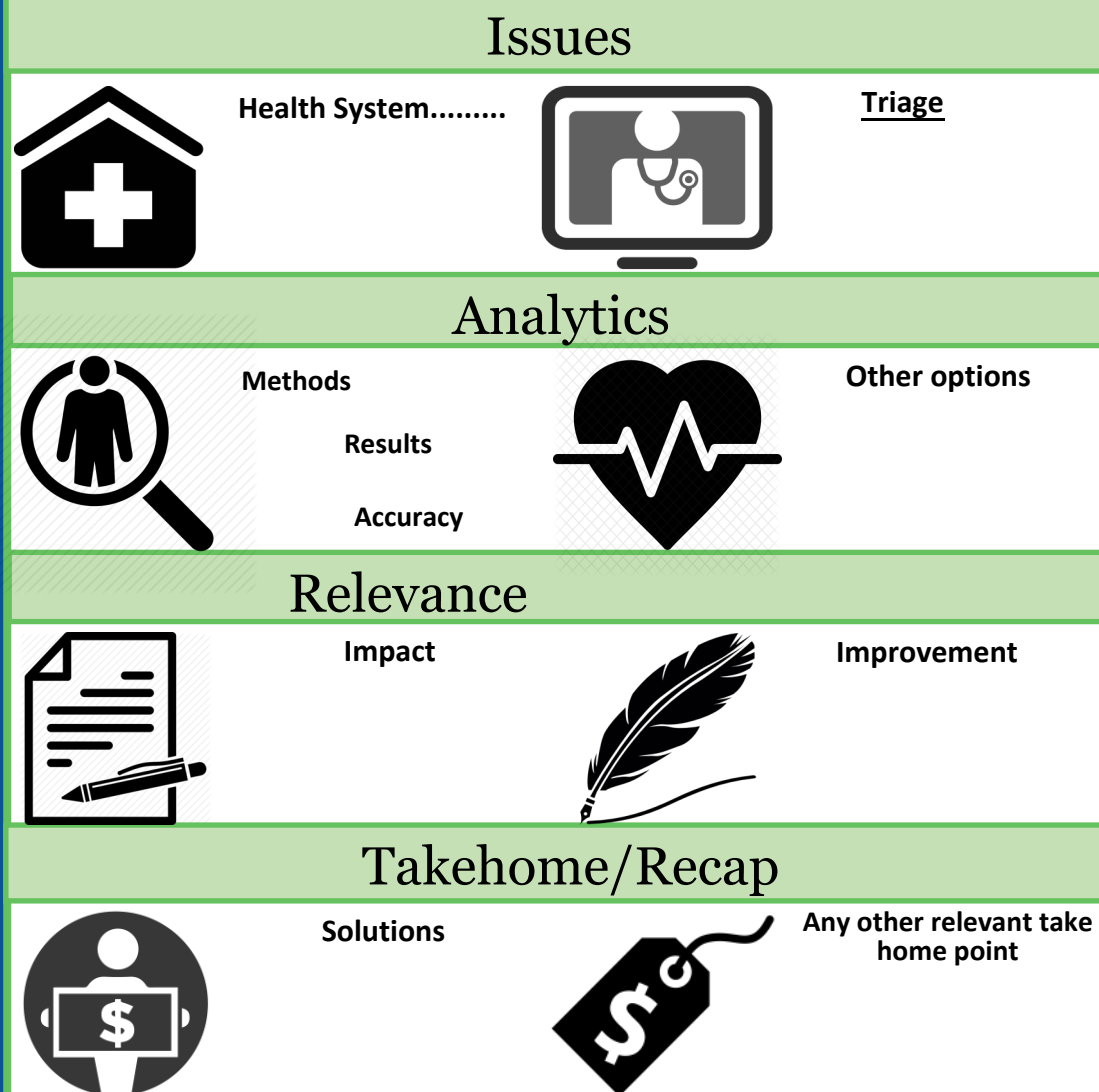 Issues
Health System.........
Triage
Analytics
Methods
Other options
Results
Accuracy
Relevance
Impact
Improvement
Takehome/Recap
Solutions
Any other relevant take
home point
$
$